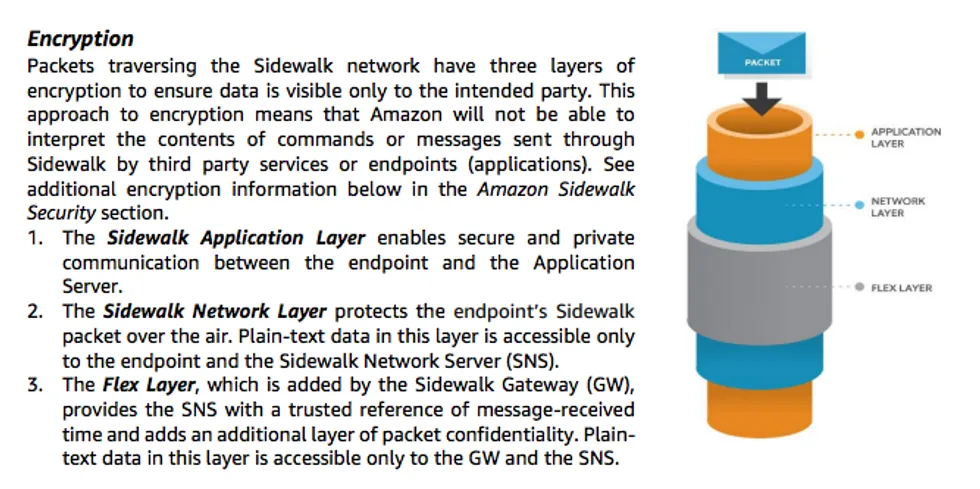 Encryption
Packets traversing the Sidewalk network have three layers of
encryption to ensure data is visible only to the intended party. This
approach to encryption means that Amazon will not be able to
interpret the contents of commands or messages sent through
Sidewalk by third party services or endpoints (applications). See
additional encryption information below in the Amazon Sidewalk
Security section.
1. The Sidewalk Application Layer enables secure and private
communication between the endpoint and the Application
Server.
2. The Sidewalk Network Layer protects the endpoint's Sidewalk
packet over the air. Plain-text data in this layer is accessible only
to the endpoint and the Sidewalk Network Server (SNS).
3. The Flex Layer, which is added by the Sidewalk Gateway (GW),
provides the SNS with a trusted reference of message-received
time and adds an additional layer of packet confidentiality. Plain-
text data in this layer is accessible only to the GW and the SNS.
PACKET
APPLICATION
LAYER
NETWORK
LAYER
FLEX LAYER